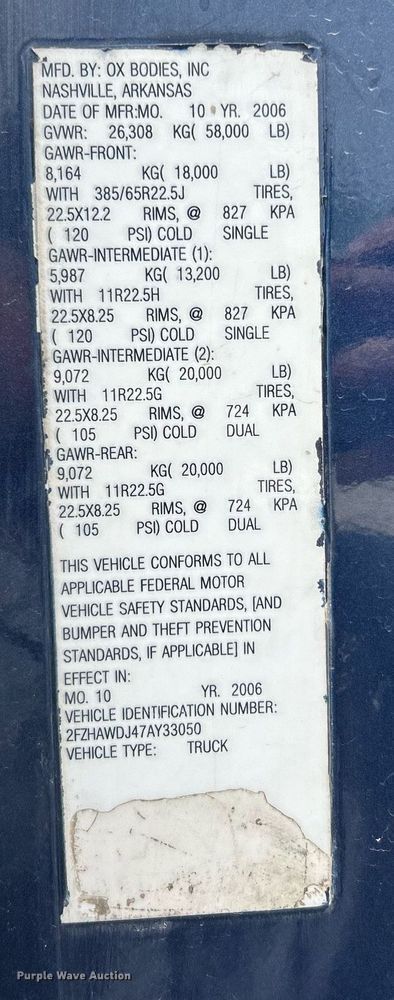 MFD. BY: OX BODIES, INC
NASHVILLE, ARKANSAS
DATE OF MFR:MO. 10 YR. 2006
GVWR: 26,308 KG( 58,000 LB)
GAWR-FRONT:
8,164 KG( 18,000 LB)
WITH 385/65R22.5J TIRES,
22.5X12.2 RIMS, @ 827 KPA
( 120 PSI) COLD SINGLE
GAWR-INTERMEDIATE (1):
5,987 KG( 13,200 LB)
WITH 11R22.5H TIRES,
22.5X8.25 RIMS, @ 827 KPA
( 120 PSI) COLD SINGLE
GAWR-INTERMEDIATE (2):
9,072 KG( 20,000 LB)
WITH 11R22.5G TIRES,
22.5X8.25 RIMS, @ 724 KPA
( 105 PSI) COLD DUAL
GAWR-REAR:
9,072 KG( 20,000 LB)
WITH 11R22.5G TIRES,
22.5X8.25 RIMS, @ 724 KPA
( 105 PSI) COLD DUAL
THIS VEHICLE CONFORMS TO ALL
APPLICABLE FEDERAL MOTOR
VEHICLE SAFETY STANDARDS, [AND
BUMPER AND THEFT PREVENTION
STANDARDS, IF APPLICABLE] IN
EFFECT IN:
MO. 10 YR. 2006
VEHICLE IDENTIFICATION NUMBER:
2FZHAWDJ47AY33050
VEHICLE TYPE: TRUCK
Purple Wave Auction